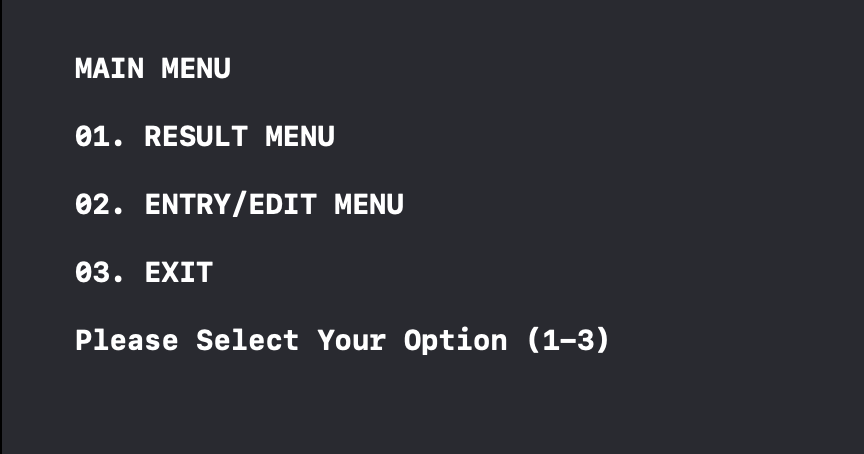 MAIN MENU
01. RESULT MENU
02. ENTRY/EDIT MENU
03. EXIT
Please Select Your Option (1-3)